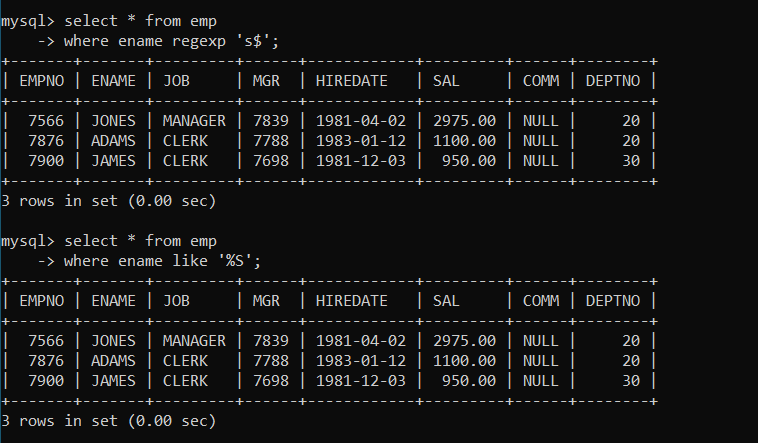 mysql> select * from emp
    -> where ename regexp 's$';
+-------+-------+---------+------+------------+---------+------+--------+
| EMPNO | ENAME | JOB     | MGR  | HIREDATE   | SAL     | COMM | DEPTNO |
+-------+-------+---------+------+------------+---------+------+--------+
|  7566 | JONES | MANAGER | 7839 | 1981-04-02 | 2975.00 | NULL |     20 |
|  7876 | ADAMS | CLERK   | 7788 | 1983-01-12 | 1100.00 | NULL |     20 |
|  7900 | JAMES | CLERK   | 7698 | 1981-12-03 |  950.00 | NULL |     30 |
+-------+-------+---------+------+------------+---------+------+--------+
3 rows in set (0.00 sec)

mysql> select * from emp
    -> where ename like '%S';
+-------+-------+---------+------+------------+---------+------+--------+
| EMPNO | ENAME | JOB     | MGR  | HIREDATE   | SAL     | COMM | DEPTNO |
+-------+-------+---------+------+------------+---------+------+--------+
|  7566 | JONES | MANAGER | 7839 | 1981-04-02 | 2975.00 | NULL |     20 |
|  7876 | ADAMS | CLERK   | 7788 | 1983-01-12 | 1100.00 | NULL |     20 |
|  7900 | JAMES | CLERK   | 7698 | 1981-12-03 |  950.00 | NULL |     30 |
+-------+-------+---------+------+------------+---------+------+--------+
3 rows in set (0.00 sec)